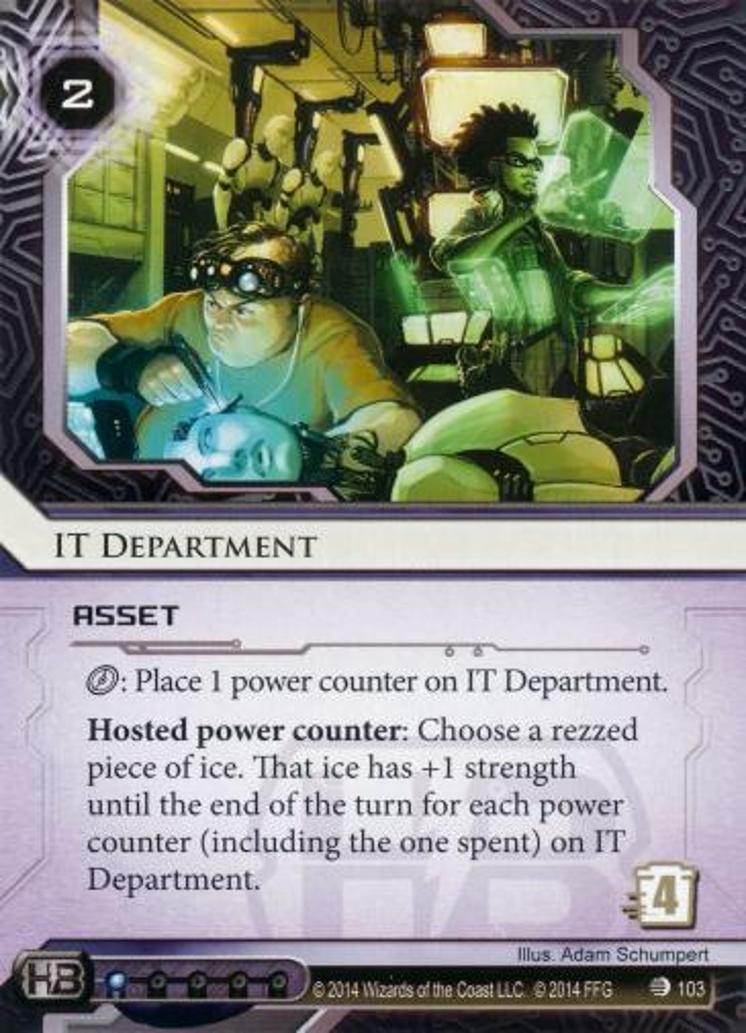 2
IT DEPARTMENT
ASSET
: Place 1 power counter on IT Department.
Hosted power counter: Choose a rezzed
piece of ice. That ice has +1 strength
until the end of the turn for each power
counter (including the one spent) on IT
Department.
4
Illus. Adam Schumpert
HB
© 2014 Wizards of the Coast LLC © 2014 FFG 103